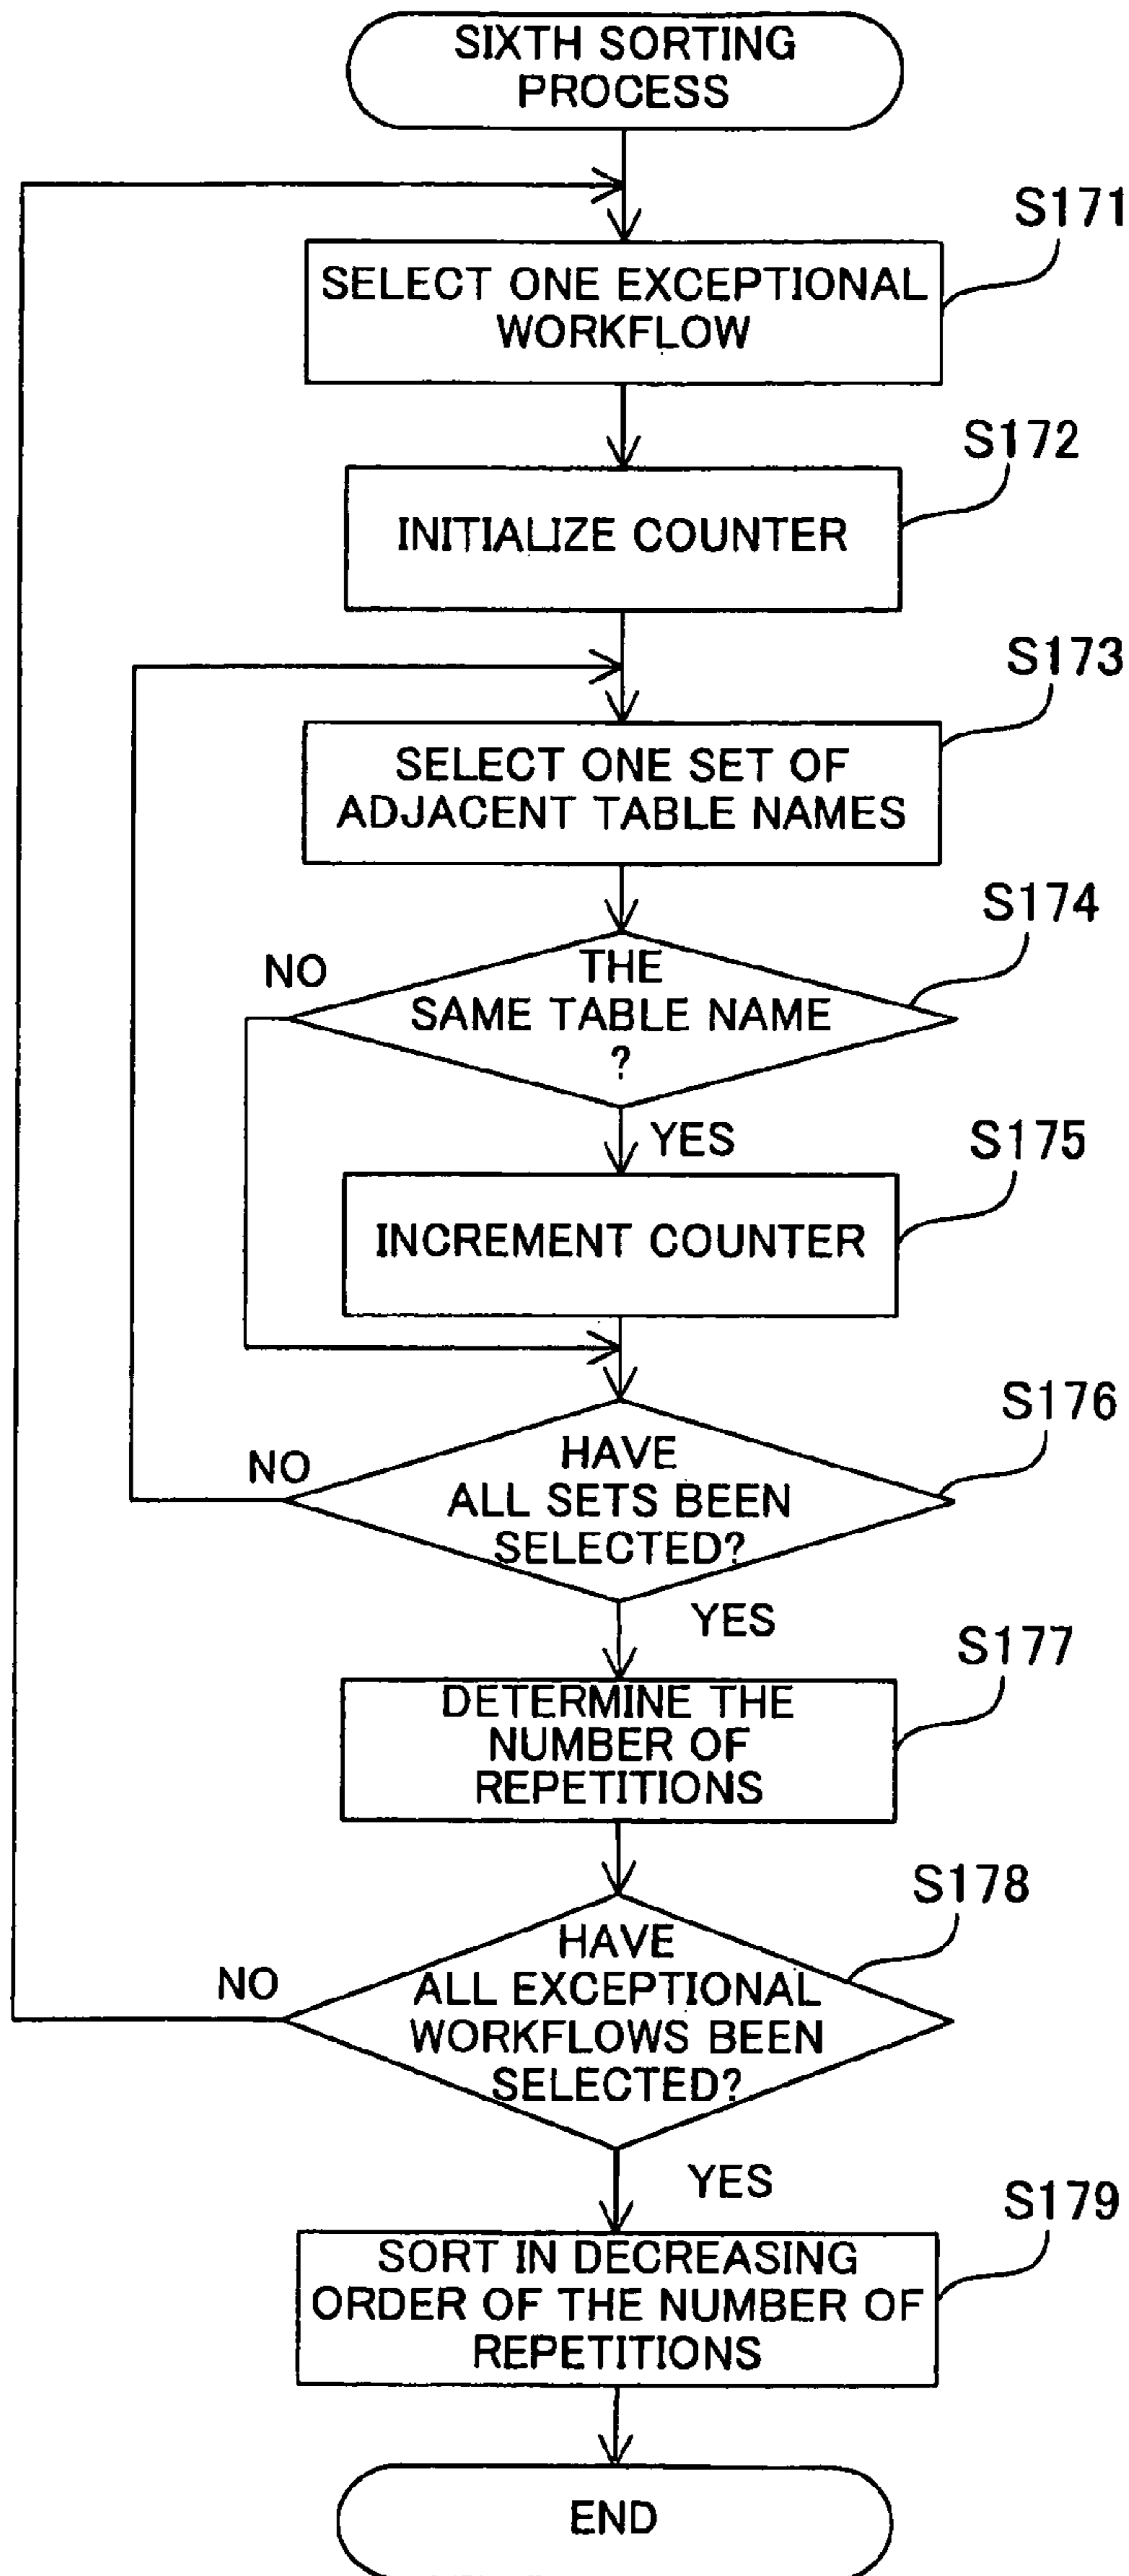 SIXTH SORTING
PROCESS
S171
SELECT ONE EXCEPTIONAL
WORKFLOW
S172
INITIALIZE COUNTER
S173
SELECT ONE SET OF
ADJACENT TABLE NAMES
S174
NO
THE
SAME TABLE NAME
?
YES
S175
INCREMENT COUNTER
S176
NO
HAVE
ALL SETS BEEN
SELECTED?
YES
S177
DETERMINE THE
NUMBER OF
REPETITIONS
S178
NO
HAVE
ALL EXCEPTIONAL
WORKFLOWS BEEN
SELECTED?
YES
S179
SORT IN DECREASING
ORDER OF THE NUMBER OF
REPETITIONS
END